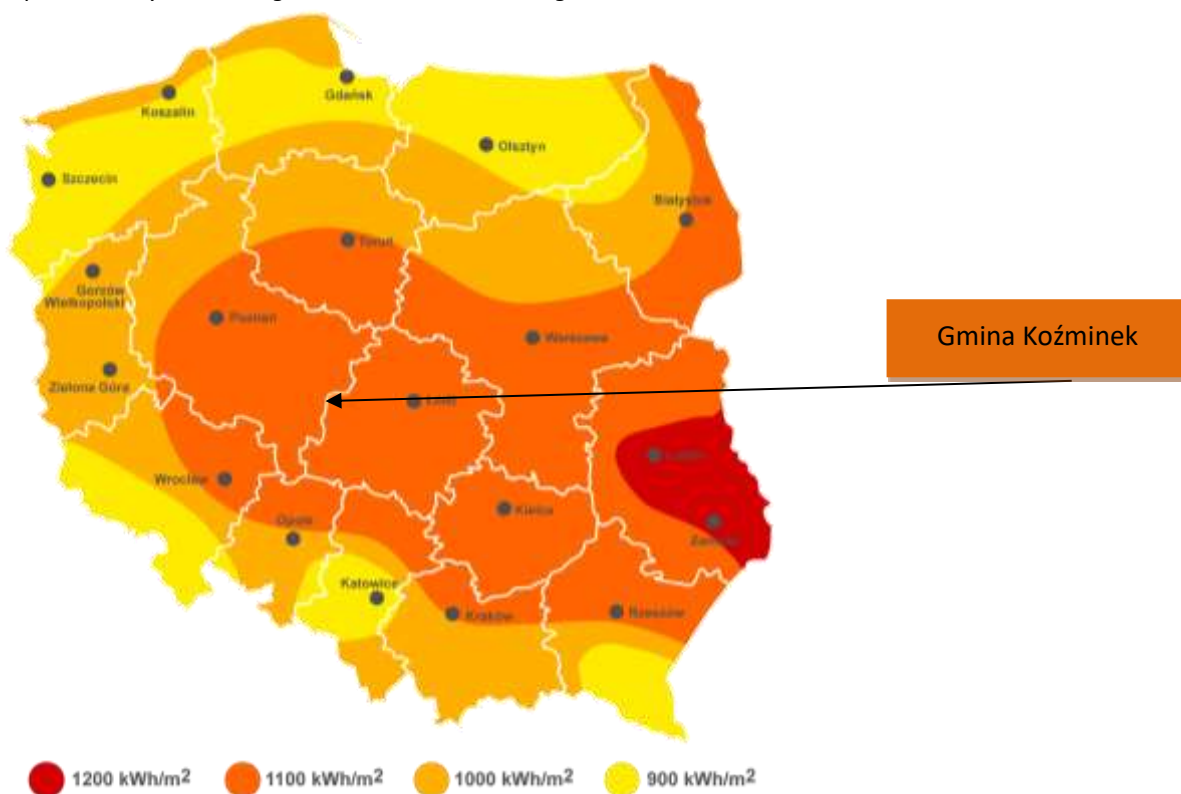 Gdańsk
Koszalin
Olsztyn
Szczecin
Białystok
Toruń
Gorzów
Wielkopolski
Poznań
Warszawa
Gmina Koźminek
Zielona Góra
Łódź
Lublin
Wrocław
Kielce
Opole
Zamość
Katowice
Kraków
Rzeszów
1200 kWh/m2
1100 kWh/m2
1000 kWh/m2
900 kWh/m2